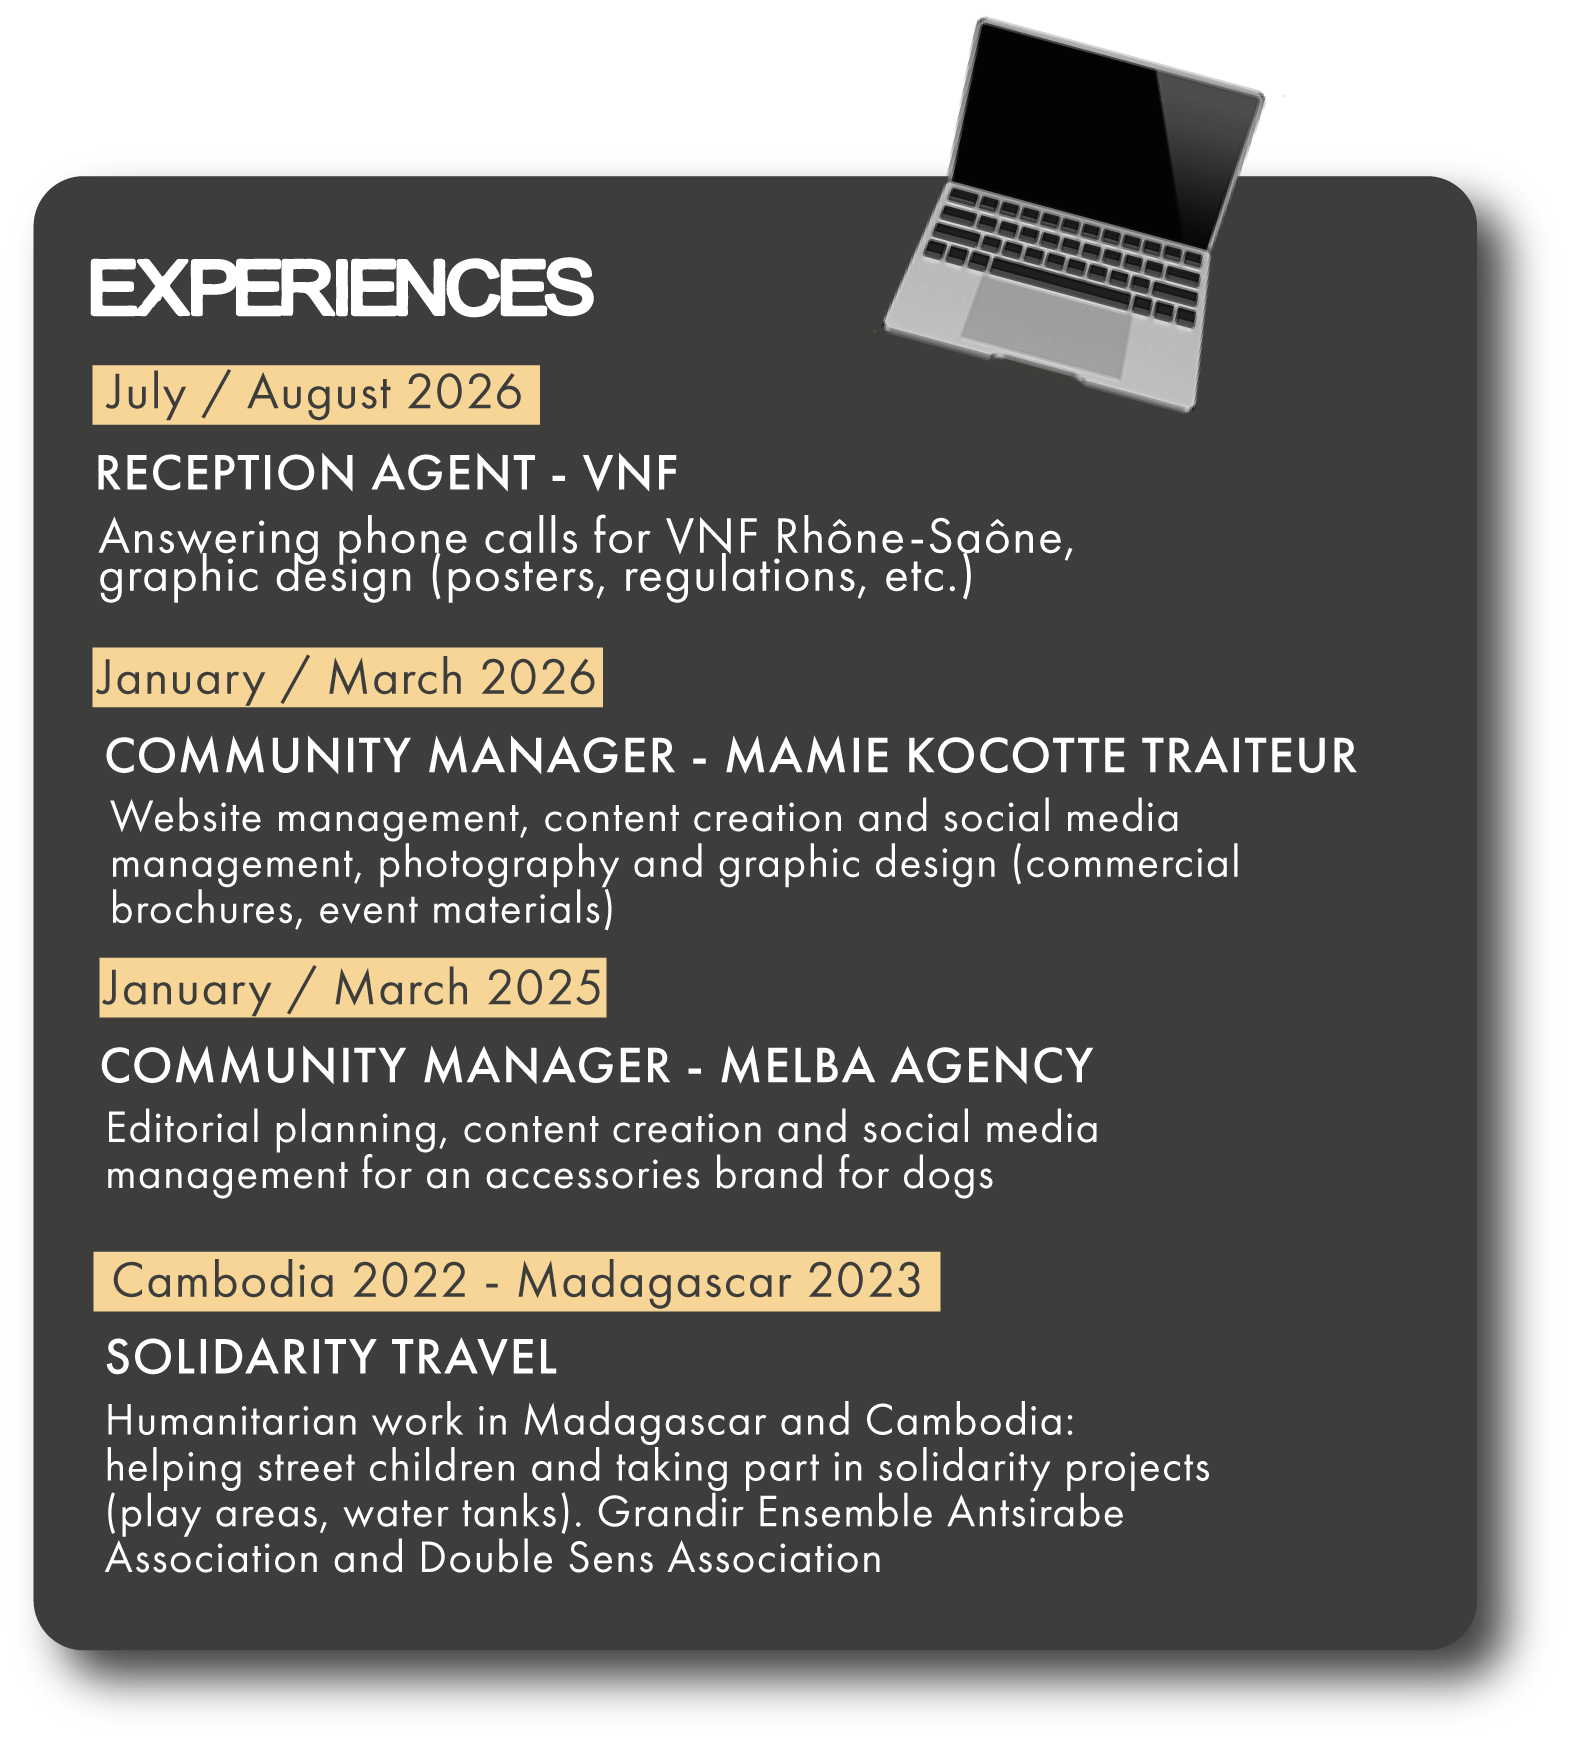 EXPERIENCES
July / August 2026
RECEPTION AGENT - VNF
Answering phone calls for VNF Rhône-Saône,
graphic design (posters, regulations, etc.)
January / March 2026
COMMUNITY MANAGER - MAMIE KOCOTTE TRAITEUR
Website management, content creation and social media
management, photography and graphic design (commercial
brochures, event materials)
January / March 2025
COMMUNITY MANAGER - MELBA AGENCY
Editorial planning, content creation and social media
management for an accessories brand for dogs
Cambodia 2022 - Madagascar 2023
SOLIDARITY TRAVEL
Humanitarian work in Madagascar and Cambodia:
helping street children and taking part in solidarity projects
(play areas, water tanks). Grandir Ensemble Antsirabe
Association and Double Sens Association